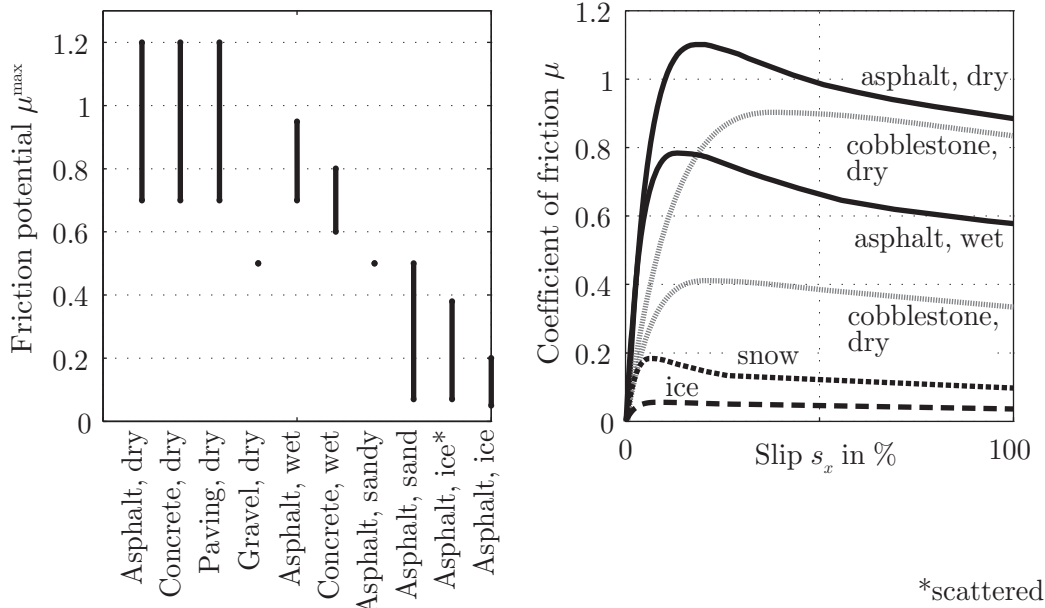 Friction potential μmax
1.2
1
0.8
0.6
0.4
0.2
0
Asphalt, dry
Concrete, dry
Paving, dry
Gravel, dry
Asphalt, wet
Concrete, wet
Asphalt, sandy
Asphalt, sand
Asphalt, ice*
Asphalt, ice
Coefficient of friction μ
1.2
1
0.8
0.6
0.4
0.2
0
asphalt, dry
cobblestone,
dry
asphalt, wet
cobblestone,
dry
snow
ice
0
Slip sx in %
100
*scattered